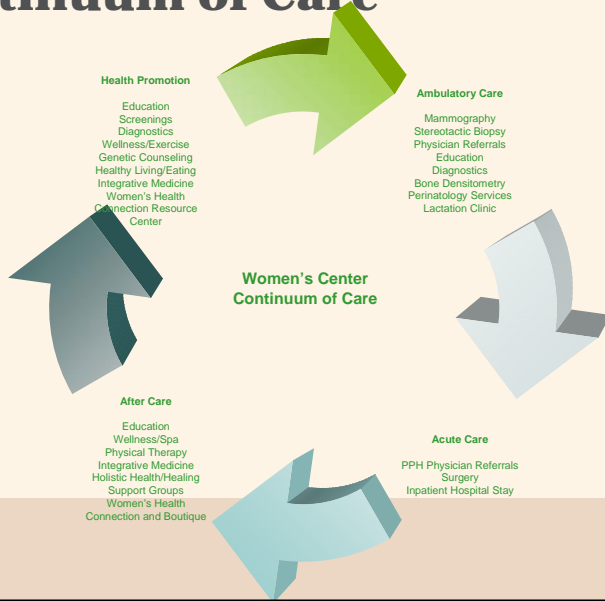 tinuum of Care
Health Promotion
Education
Screenings
Diagnostics
Wellness/Exercise
Genetic Counseling
Healthy Living/Eating
Integrative Medicine
Women's Health
Connection Resource
Center
Ambulatory Care
Mammography
Stereotactic Biopsy
Physician Referrals
Education
Diagnostics
Bone Densitometry
Perinatology Services
Lactation Clinic
Women's Center
Continuum of Care
After Care
Education
Wellness/Spa
Physical Therapy
Integrative Medicine
Holistic Health/Healing
Support Groups
Women's Health
Connection and Boutique
Acute Care
PPH Physician Referrals
Surgery
Inpatient Hospital Stay